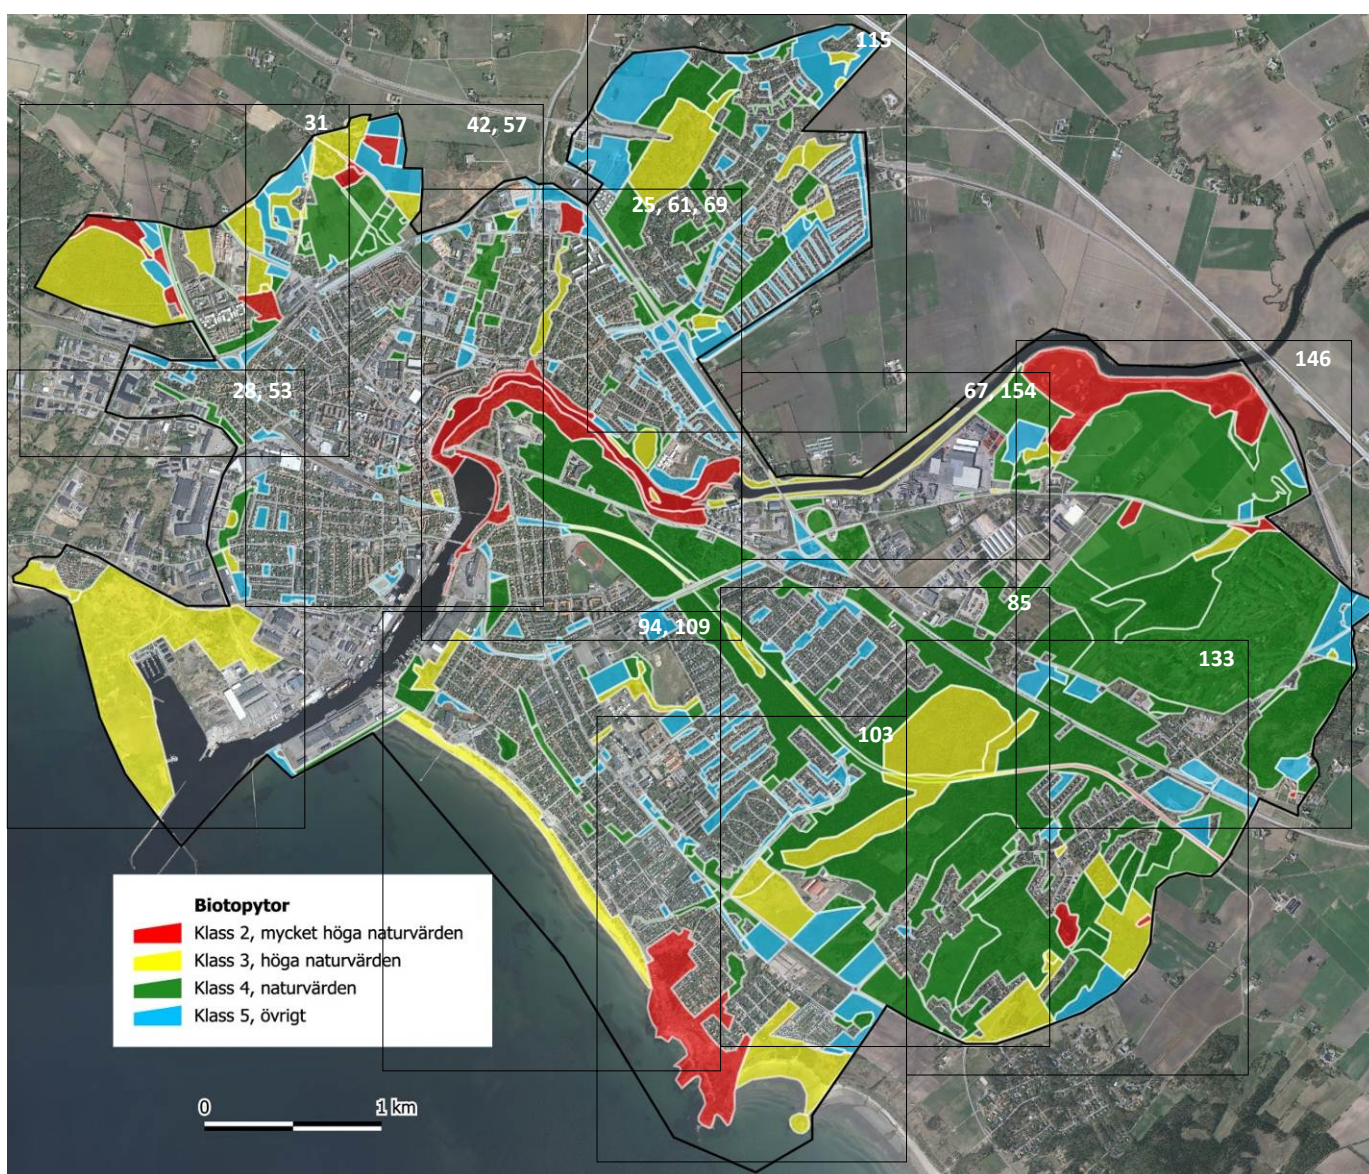 115
31
42, 57
25, 61, 69
146
28, 53
67, 154
85
94, 109
133
103
Biotopytor
Klass 2, mycket höga naturvärden
Klass 3, höga naturvärden
Klass 4, naturvärden
Klass 5, övrigt
0 1 km